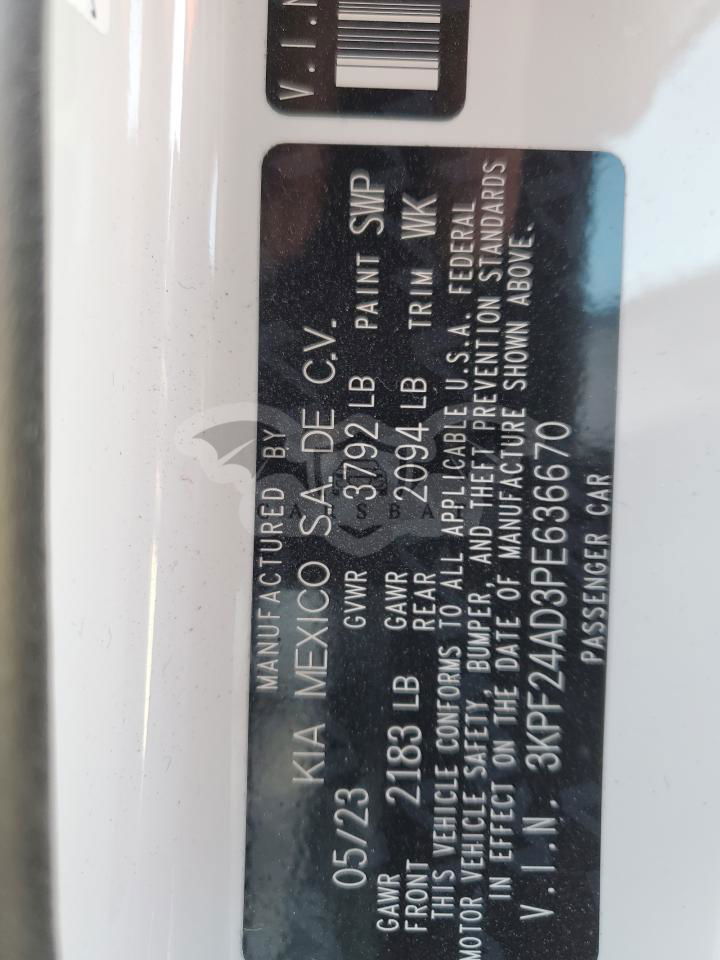 V.I.N
MANUFACTURED BY
KIA MEXICO S.A. DE C.V.
05/23 GVWR 3792 LB PAINT SWP
GAWR FRONT 2183 LB GAWR REAR 2094 LB TRIM WK
THIS VEHICLE CONFORMS TO ALL APPLICABLE U.S.A. FEDERAL
MOTOR VEHICLE SAFETY, BUMPER, AND THEFT PREVENTION STANDARDS
IN EFFECT ON THE DATE OF MANUFACTURE SHOWN ABOVE.
V.I.N. 3KPF24AD3PE636670
PASSENGER CAR
CARSBAT